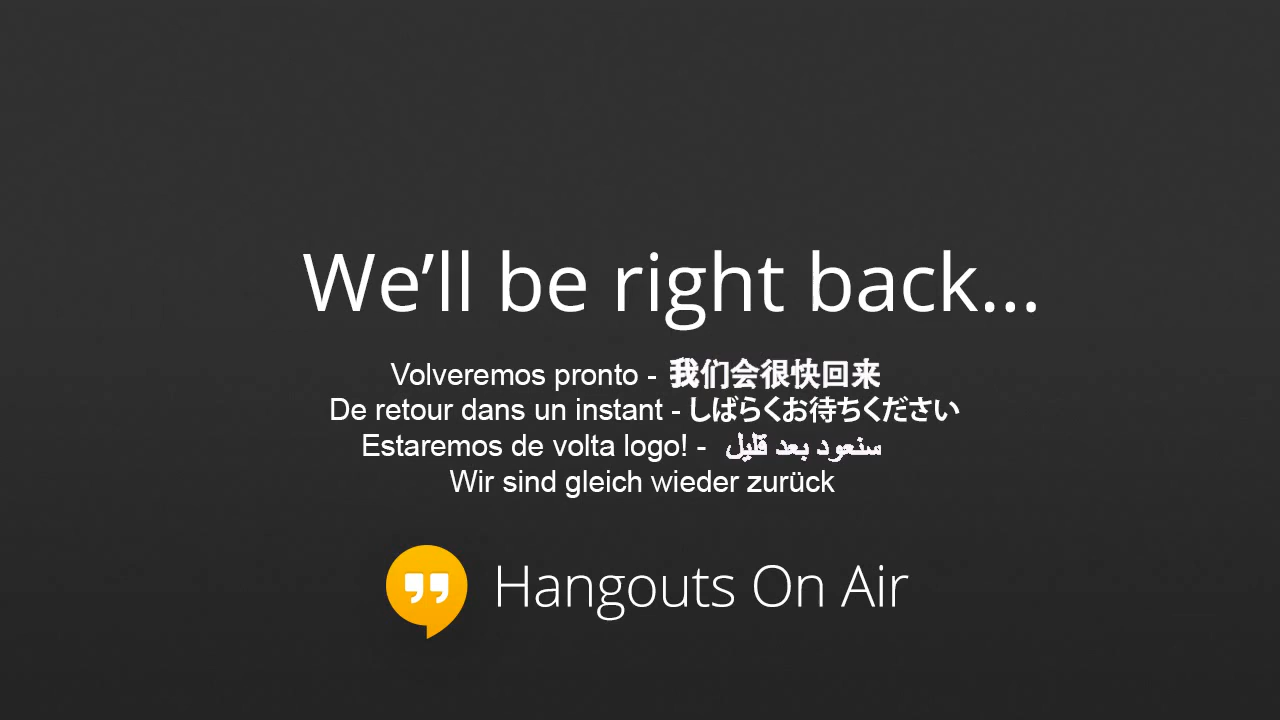 We’ll be right back...
Volveremos pronto - 我们会很快回来
De retour dans un instant - しばらくお待ちください
Estaremos de volta logo! - سنعود بعد قليل
Wir sind gleich wieder zurück
Hangouts On Air